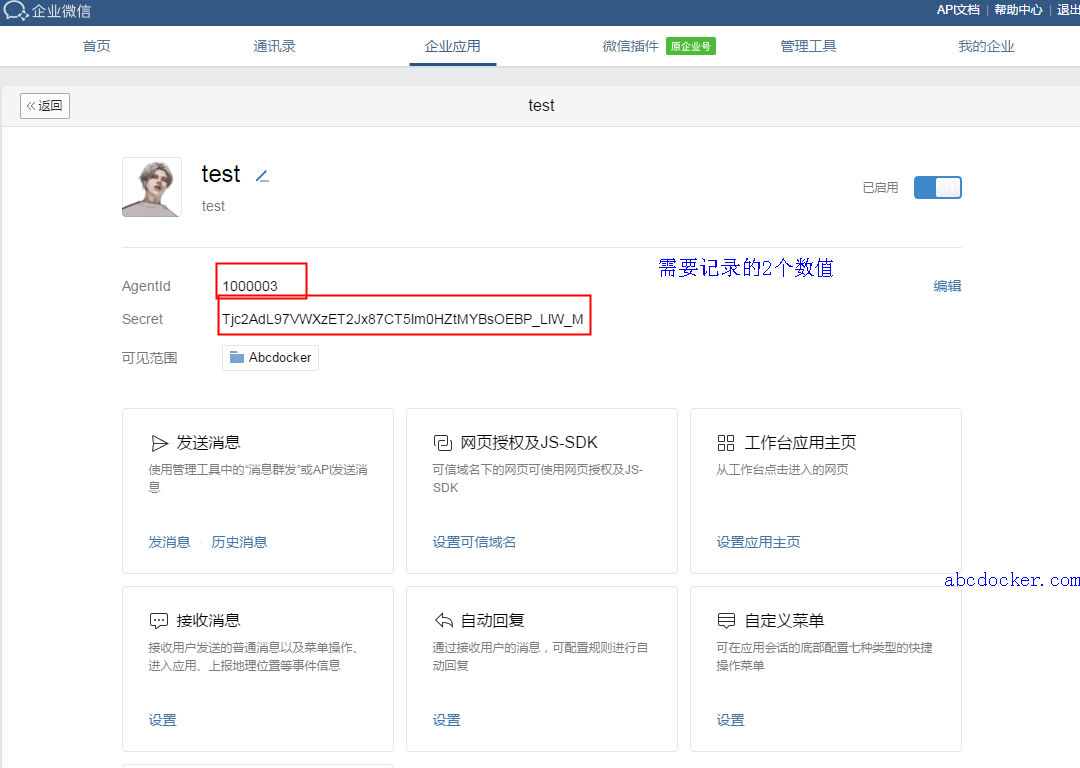 企业微信
API文档 | 帮助中心 | 退出
首页 通讯录 企业应用 微信插件 原企业号 管理工具 我的企业
<<返回
test
test
已启用
test
需要记录的2个数值
AgentId 1000003
编辑
Secret Tjc2AdL97VWXzET2Jx87CT5Im0HZtMYBsOEBP_LIW_M
可见范围 Abcdocker
发送消息
使用管理工具中的“消息群发”或API发送消
息
发消息 · 历史消息
网页授权及JS-SDK
可信域名下的网页可使用网页授权及JS-
SDK
设置可信域名
工作台应用主页
从工作台点击进入的网页
设置应用主页
abcdocker.com
接收消息
接收用户发送的普通消息以及菜单操作、
进入应用、上报地理位置等事件信息
设置
自动回复
通过接收用户的消息，可配置规则进行自
动回复
设置
自定义菜单
可在应用会话的底部配置七种类型的快捷
操作菜单
设置